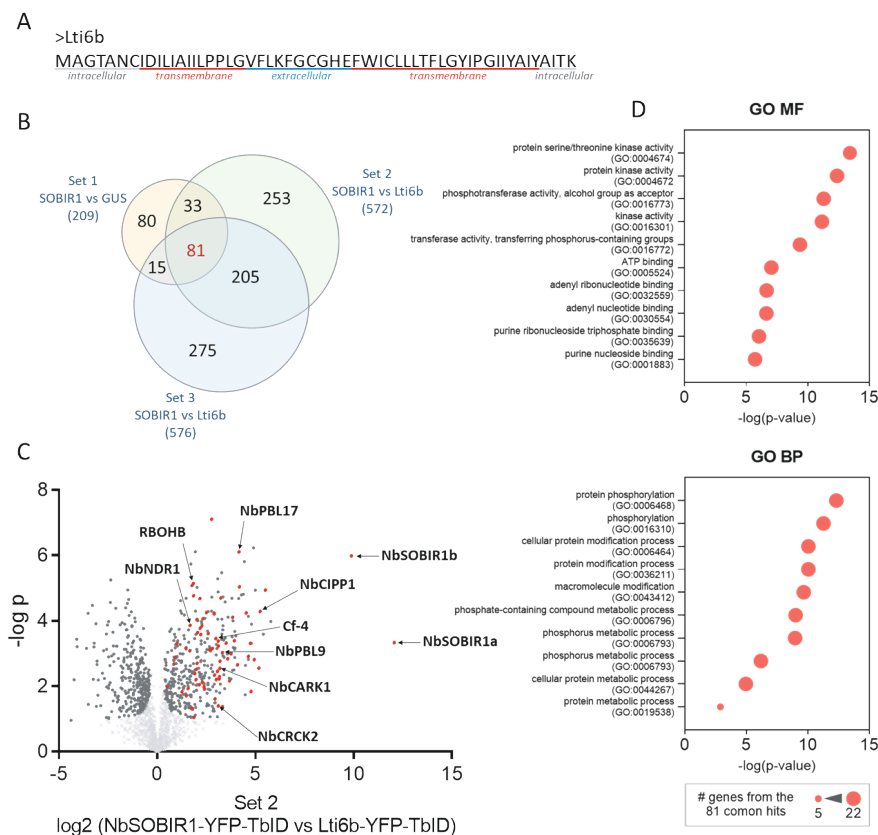 A
>Lti6b
MAGTANCIDILIAIILPPLGVFLKFGCGHEFWICLLLTFLGYIPGIIYAIYAITK
intracellular transmembrane extracellular transmembrane intracellular
B
Set 1
SOBIR1 vs GUS
(209)
Set 2
SOBIR1 vs Lti6b
(572)
80
33
253
81
15
205
275
Set 3
SOBIR1 vs Lti6b
(576)
C
-log p
8
6
4
2
0
-5 0 5 10 15
NbPBL17
RBOHB
NbSOBIR1b
NbNDR1
NbCIPP1
Cf-4
NbSOBIR1a
NbPBL9
NbCARK1
NbCRCK2
Set 2
log2 (NbSOBIR1-YFP-TbID vs Lti6b-YFP-TbID)
D
GO MF
protein serine/threonine kinase activity
(GO:0004674)
protein kinase activity
(GO:0004672
phosphotransferase activity, alcohol group as acceptor
(GO:0016773)
kinase activity
(GO:0016301)
transferase activity, transferring phosphorus-containing groups
(GO:0016772)
ATP binding
(GO:0005524)
adenyl ribonucleotide binding
(GO:0032559)
adenyl nucleotide binding
(GO:0030554)
purine ribonucleoside triphosphate binding
(GO:0035639)
purine nucleoside binding
(GO:0001883)
0 5 10 15
-log(p-value)
GO BP
protein phosphorylation
(GO:0006468)
phosphorylation
(GO:0016310)
cellular protein modification process
(GO:0006464)
protein modification process
(GO:0036211)
macromolecule modification
(GO:0043412)
phosphate-containing compound metabolic process
(GO:0006796)
phosphorus metabolic process
(GO:0006793)
phosphorus metabolic process
(GO:0006793)
cellular protein metabolic process
(GO:0044267)
protein metabolic process
(GO:0019538)
0 5 10 15
-log(p-value)
# genes from the
81 comon hits
5 22